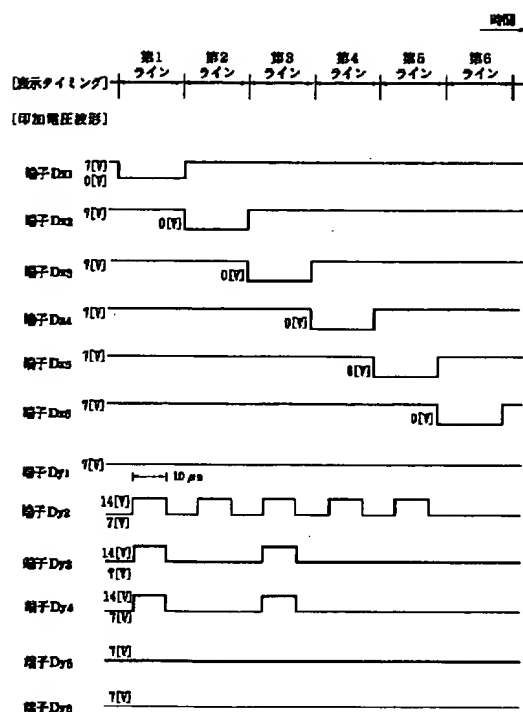 時間
第1 第2 第3 第4 第5 第6
ライン ライン ライン ライン ライン ライン
[表示タイミング]
[印加電圧波形]
端子Dx1 7[V]
0[V]
端子Dx2 7[V]
0[V]
端子Dx3 7[V]
0[V]
端子Dx4 7[V]
0[V]
端子Dx5 7[V]
0[V]
端子Dx6 7[V]
0[V]
端子Dy1 7[V]
10μs
端子Dy2 14[V]
7[V]
端子Dy3 14[V]
7[V]
端子Dy4 14[V]
7[V]
端子Dy5 7[V]
端子Dy6 7[V]